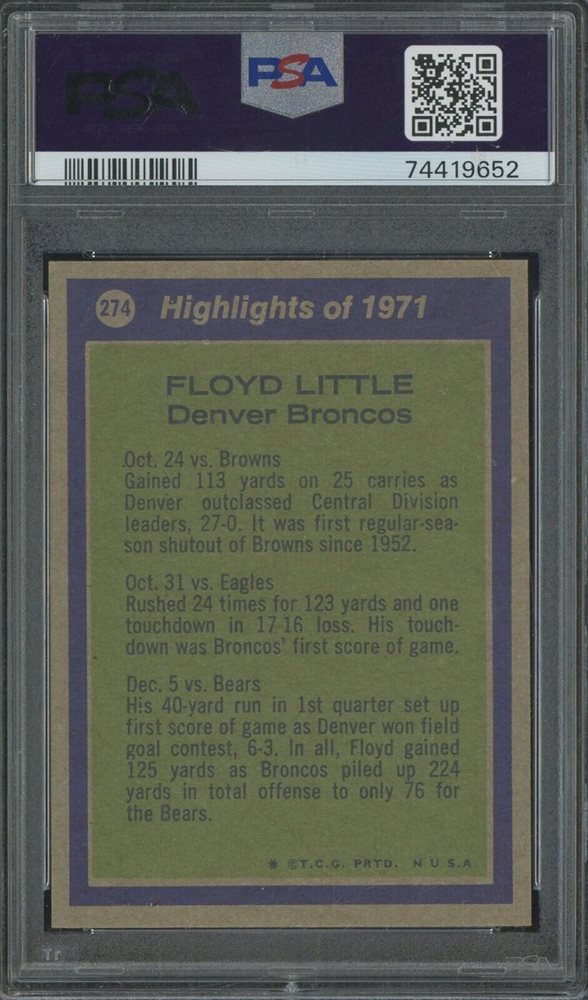 PSA
PSA
74419652
274 Highlights of 1971
FLOYD LITTLE
Denver Broncos
Oct. 24 vs. Browns
Gained 113 yards on 25 carries as
Denver outclassed Central Division
leaders, 27-0. It was first regular-sea-
son shutout of Browns since 1952.
Oct. 31 vs. Eagles
Rushed 24 times for 123 yards and one
touchdown in 17-16 loss. His touch-
down was Broncos' first score of game.
Dec. 5 vs. Bears
His 40-yard run in 1st quarter set up
first score of game as Denver won field
goal contest, 6-3. In all, Floyd gained
125 yards as Broncos piled up 224
yards in total offense to only 76 for
the Bears.
* ©T.C.G. PRTD. N U S.A.
PSA